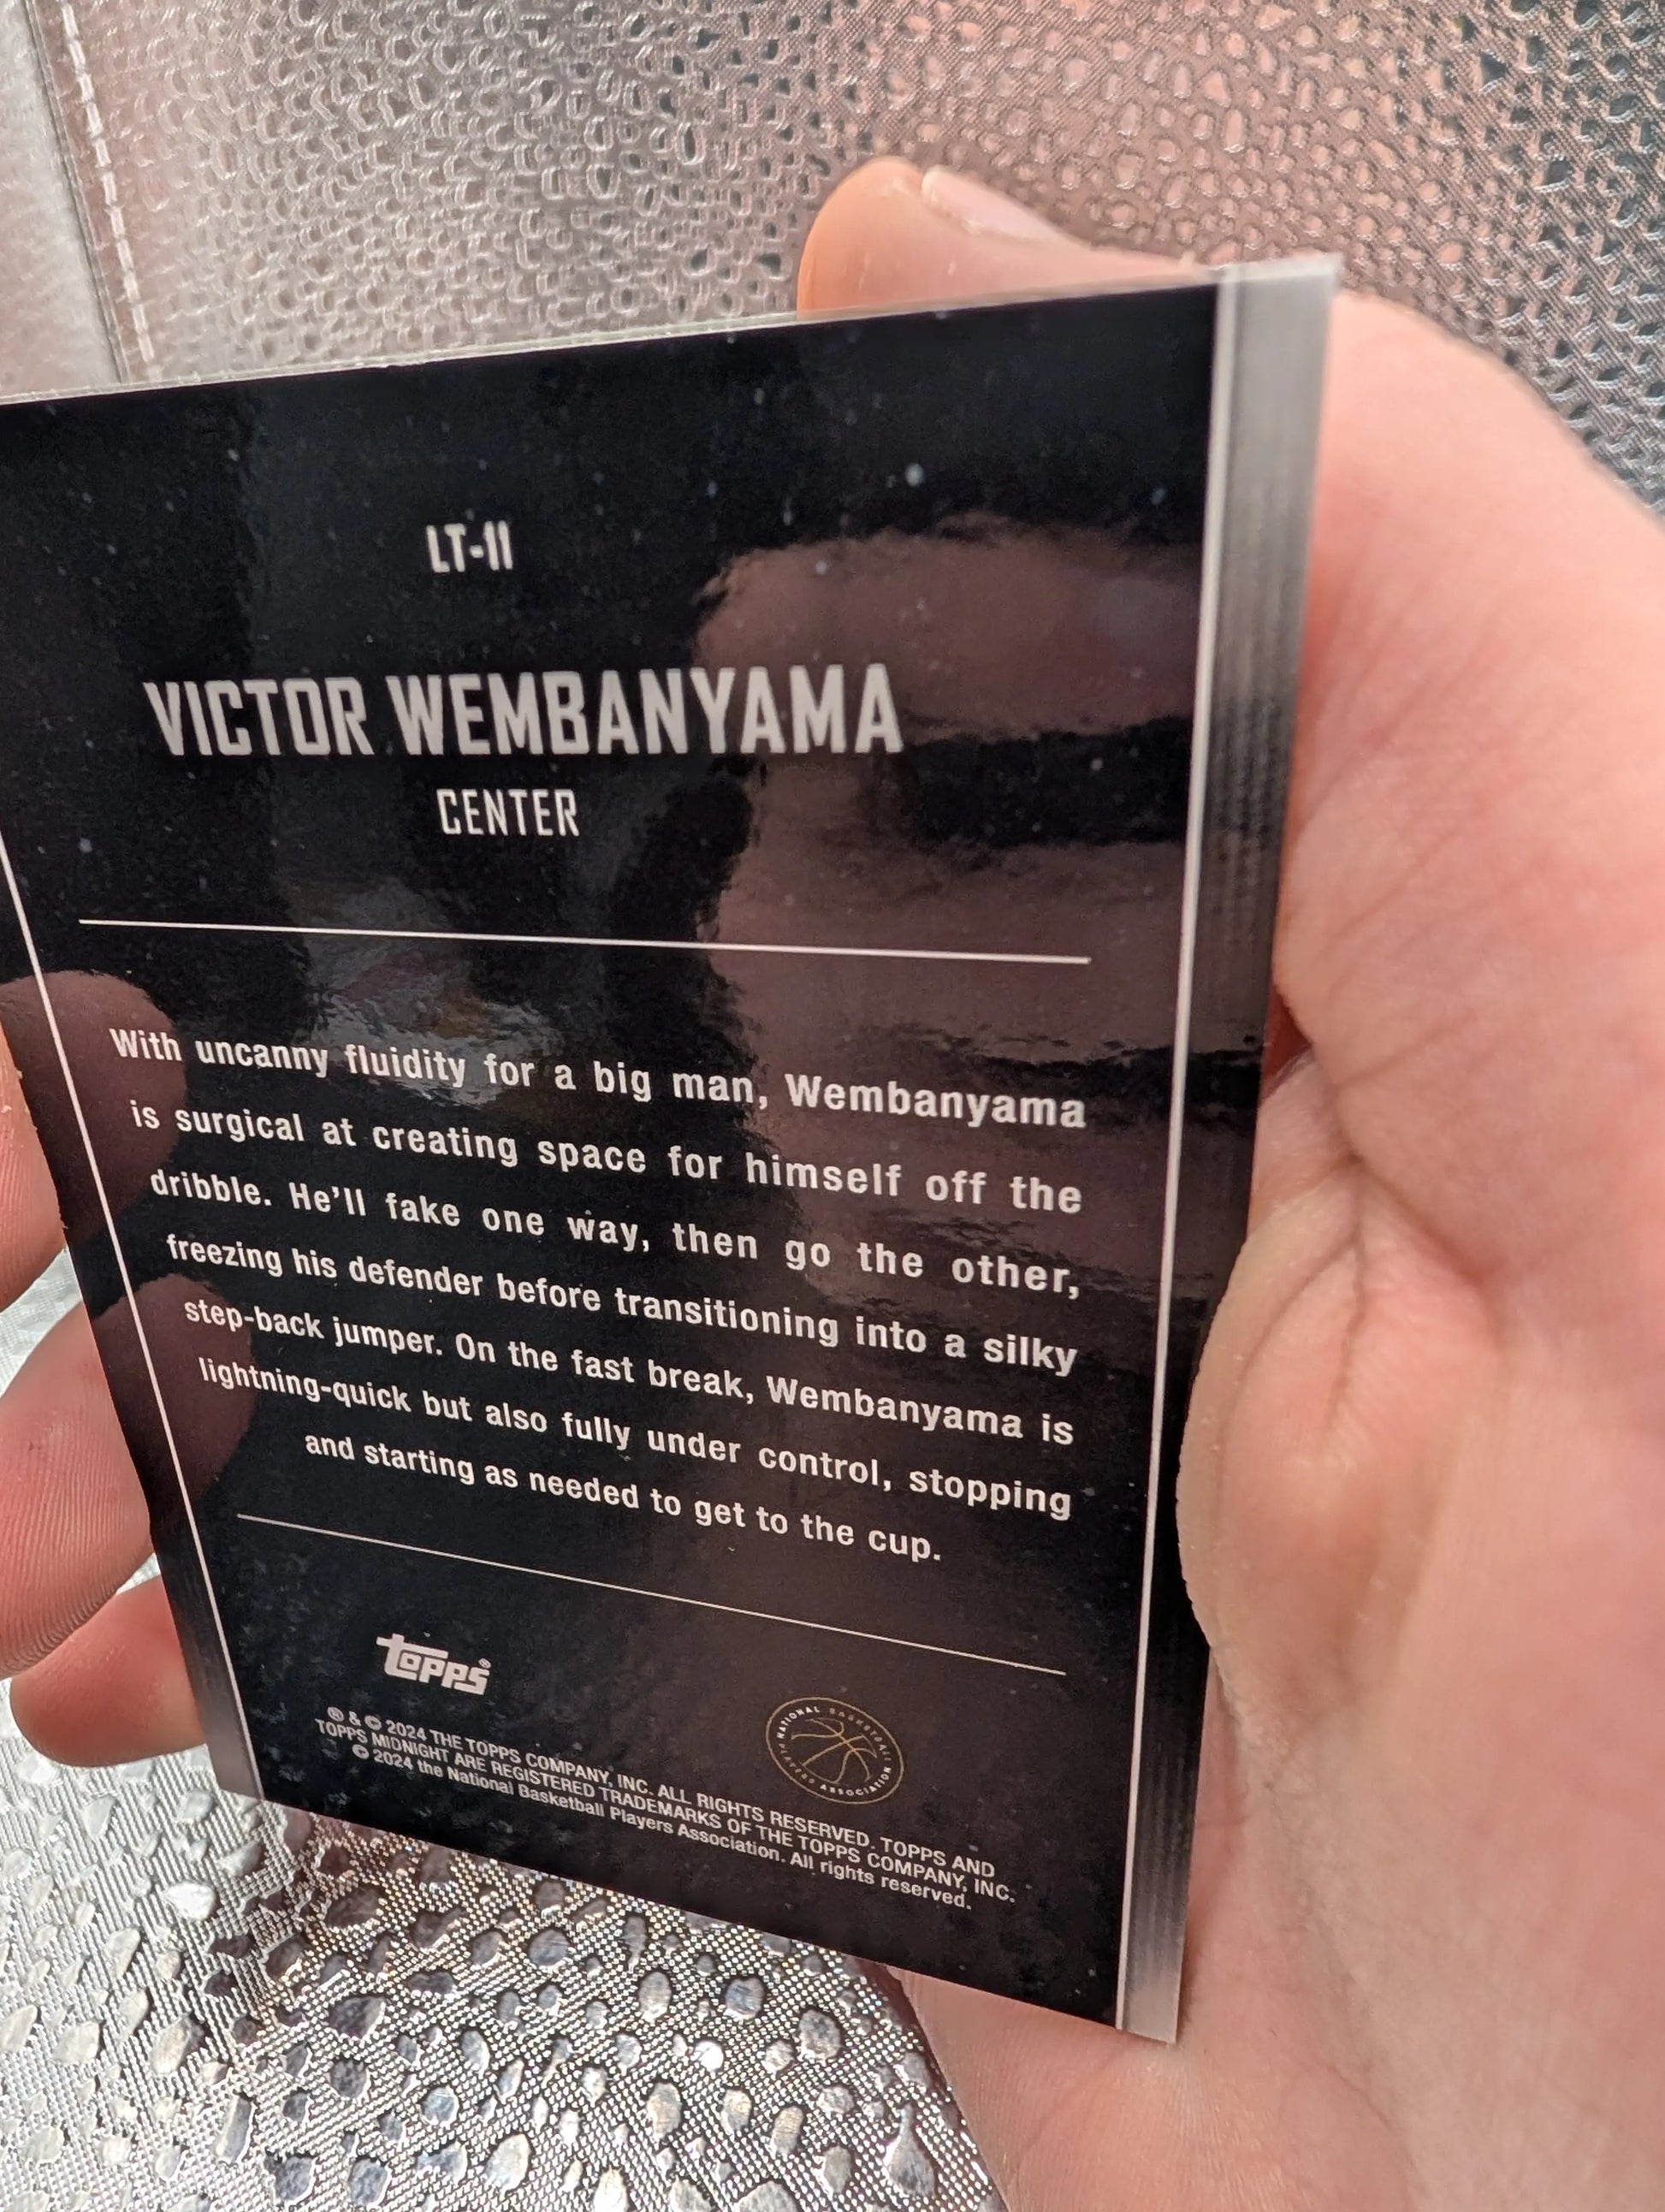 LT-11
VICTOR WEMBANYAMA
CENTER
With uncanny fluidity for a big man, Wembanyama
is surgical at creating space for himself off the
dribble. He'll fake one way, then go the other,
freezing his defender before transitioning into a silky
step-back jumper. On the fast break, Wembanyama is
lightning-quick but also fully under control, stopping
and starting as needed to get to the cup.
topps®
NATIONAL BASKETBALL
PLAYERS ASSOCIATION
® & © 2024 THE TOPPS COMPANY, INC. ALL RIGHTS RESERVED. TOPPS AND
TOPPS MIDNIGHT ARE REGISTERED TRADEMARKS OF THE TOPPS COMPANY, INC.
© 2024 the National Basketball Players Association. All rights reserved.